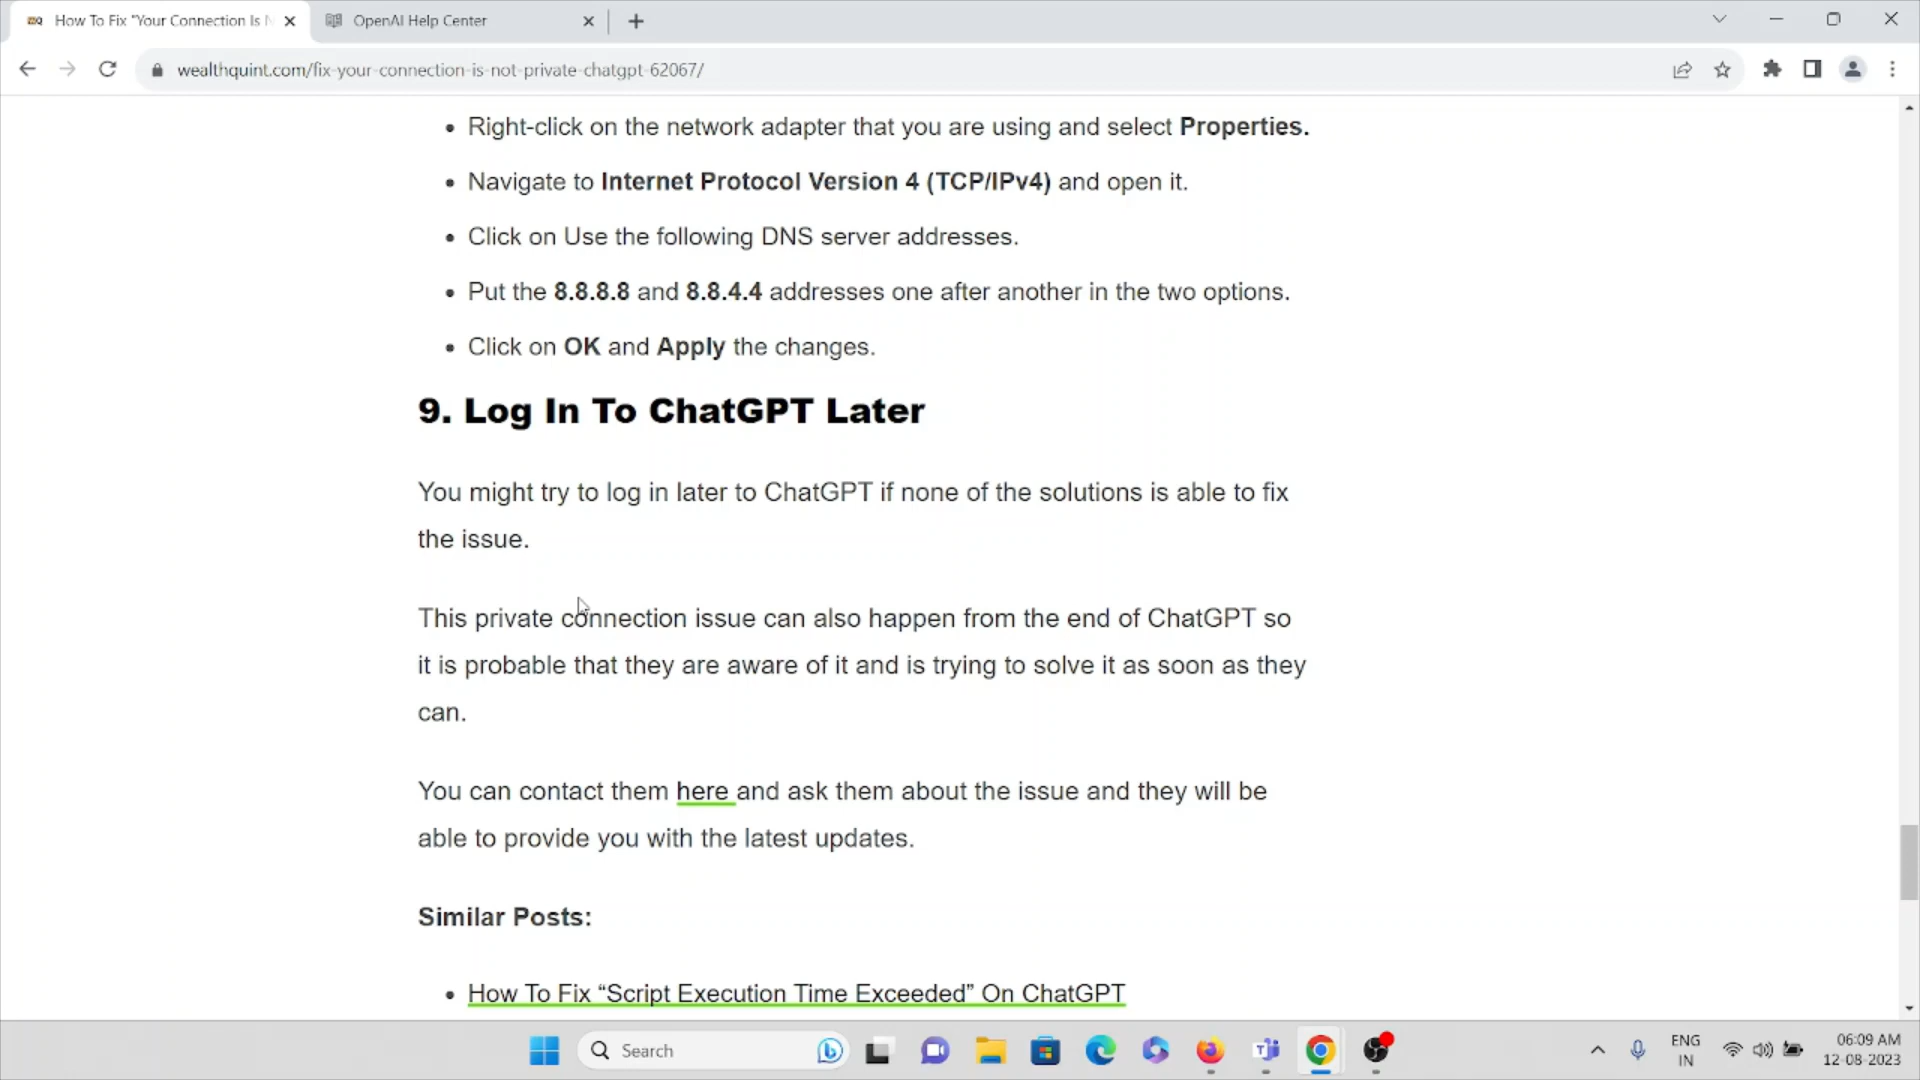 How To Fix "Your Connection Is N
OpenAI Help Center
wealthquint.com/fix-your-connection-is-not-private-chatgpt-62067/
• Right-click on the network adapter that you are using and select Properties.
• Navigate to Internet Protocol Version 4 (TCP/IPv4) and open it.
• Click on Use the following DNS server addresses.
• Put the 8.8.8.8 and 8.8.4.4 addresses one after another in the two options.
• Click on OK and Apply the changes.
9. Log In To ChatGPT Later
You might try to log in later to ChatGPT if none of the solutions is able to fix
the issue.
This private connection issue can also happen from the end of ChatGPT so
it is probable that they are aware of it and is trying to solve it as soon as they
can.
You can contact them here and ask them about the issue and they will be
able to provide you with the latest updates.
Similar Posts:
• How To Fix “Script Execution Time Exceeded” On ChatGPT
Search
ENG
IN
06:09 AM
12-08-2023